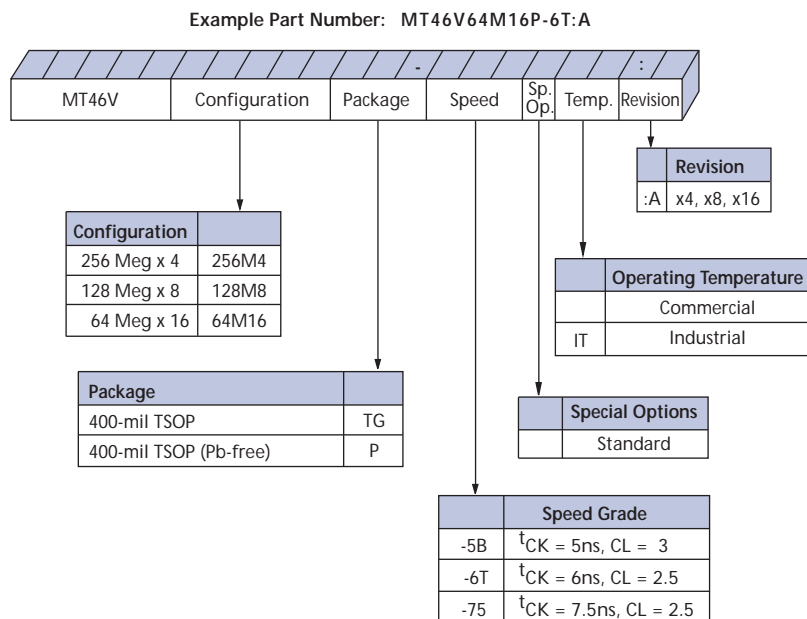 Example Part Number: MT46V64M16P-6T:A
- :
MT46V Configuration Package Speed Sp. Op. Temp. Revision
Revision
:A x4, x8, x16
Configuration
256 Meg x 4 256M4
128 Meg x 8 128M8
64 Meg x 16 64M16
Operating Temperature
Commercial
IT Industrial
Package
400-mil TSOP TG
400-mil TSOP (Pb-free) P
Special Options
Standard
Speed Grade
-5B tCK = 5ns, CL = 3
-6T tCK = 6ns, CL = 2.5
-75 tCK = 7.5ns, CL = 2.5